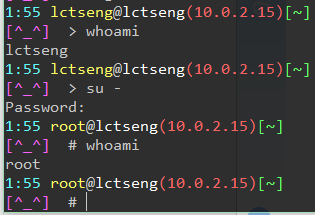 1:55 lctseng@lctseng(10.0.2.15)[~]
[^_^]  > whoami
lctseng
1:55 lctseng@lctseng(10.0.2.15)[~]
[^_^]  > su -
Password:
1:55 root@lctseng(10.0.2.15)[~]
[^_^]  # whoami
root
1:55 root@lctseng(10.0.2.15)[~]
[^_^]  #